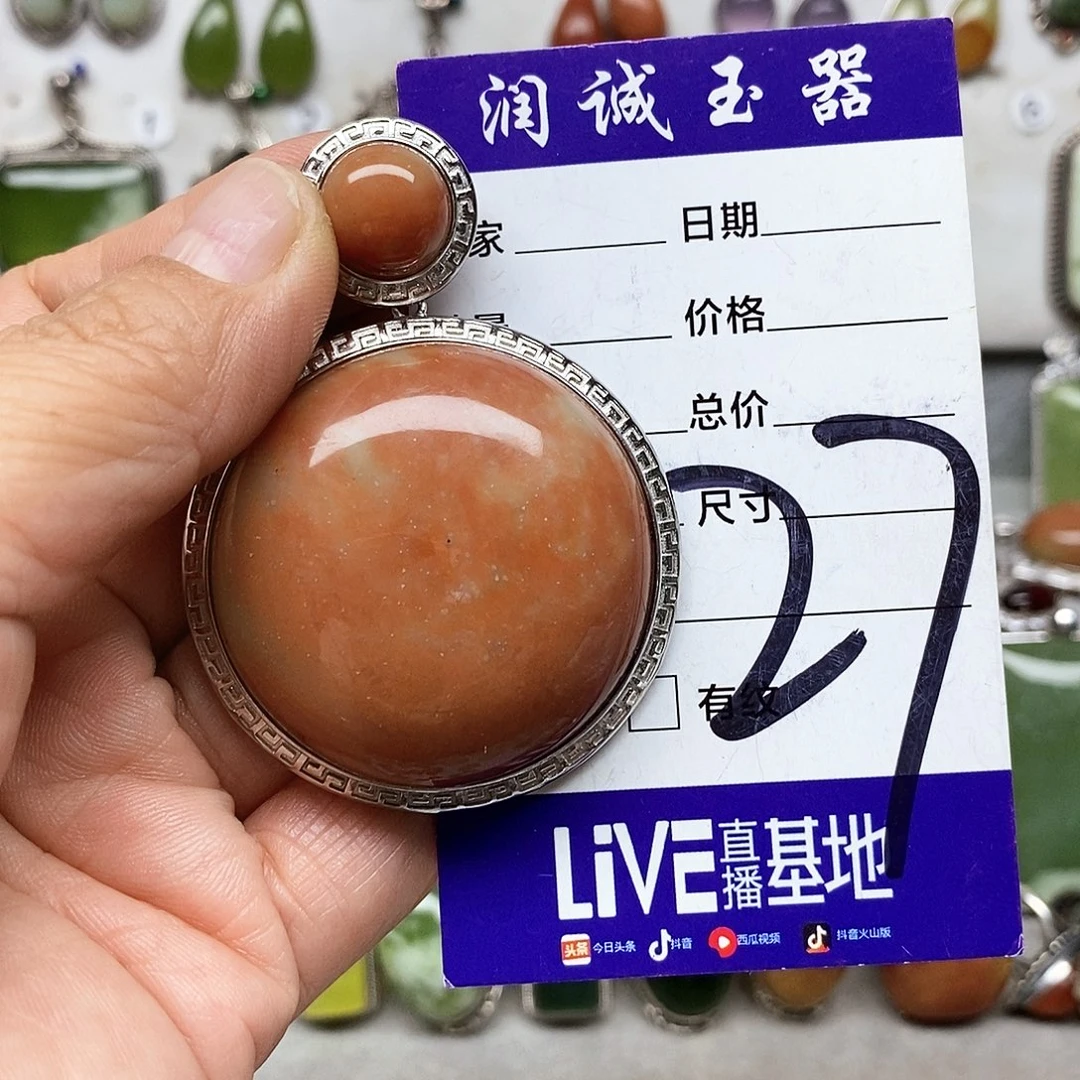 润诚玉器
家 日期
价格
总价
尺寸
27
有纹
LiVE直播基地
头条 今日头条 抖音 西瓜视频 抖音火山版